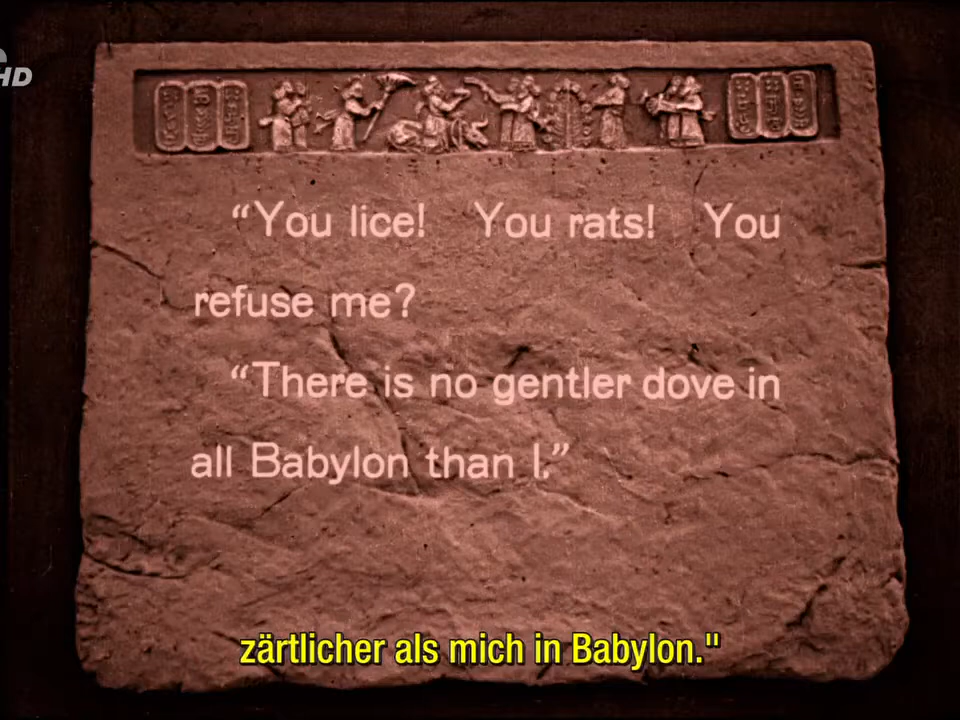 HD
“You lice! You rats! You
refuse me?
“There is no gentler dove in
all Babylon than I.”
zärtlicher als mich in Babylon."